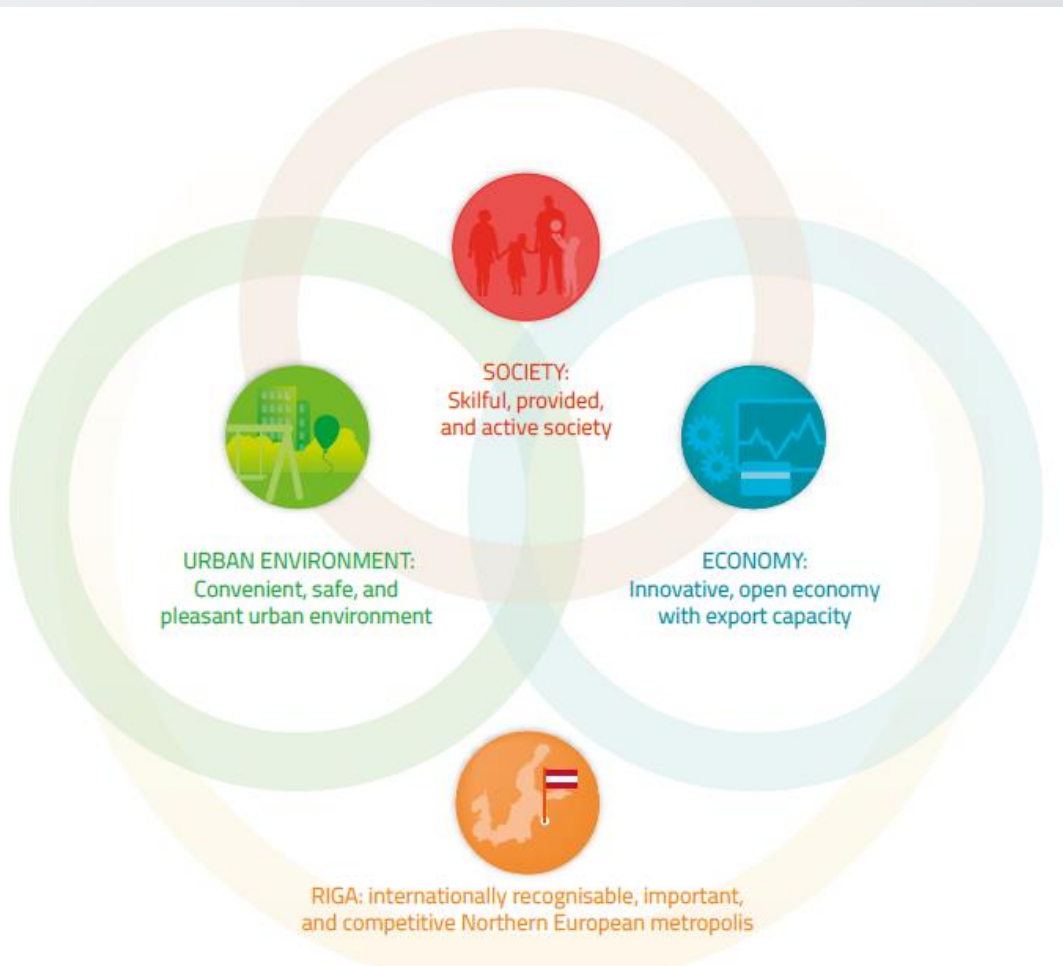 SOCIETY:
Skilful, provided,
and active society
URBAN ENVIRONMENT:
Convenient, safe, and
pleasant urban environment
ECONOMY:
Innovative, open economy
with export capacity
RIGA: internationally recognisable, important,
and competitive Northern European metropolis